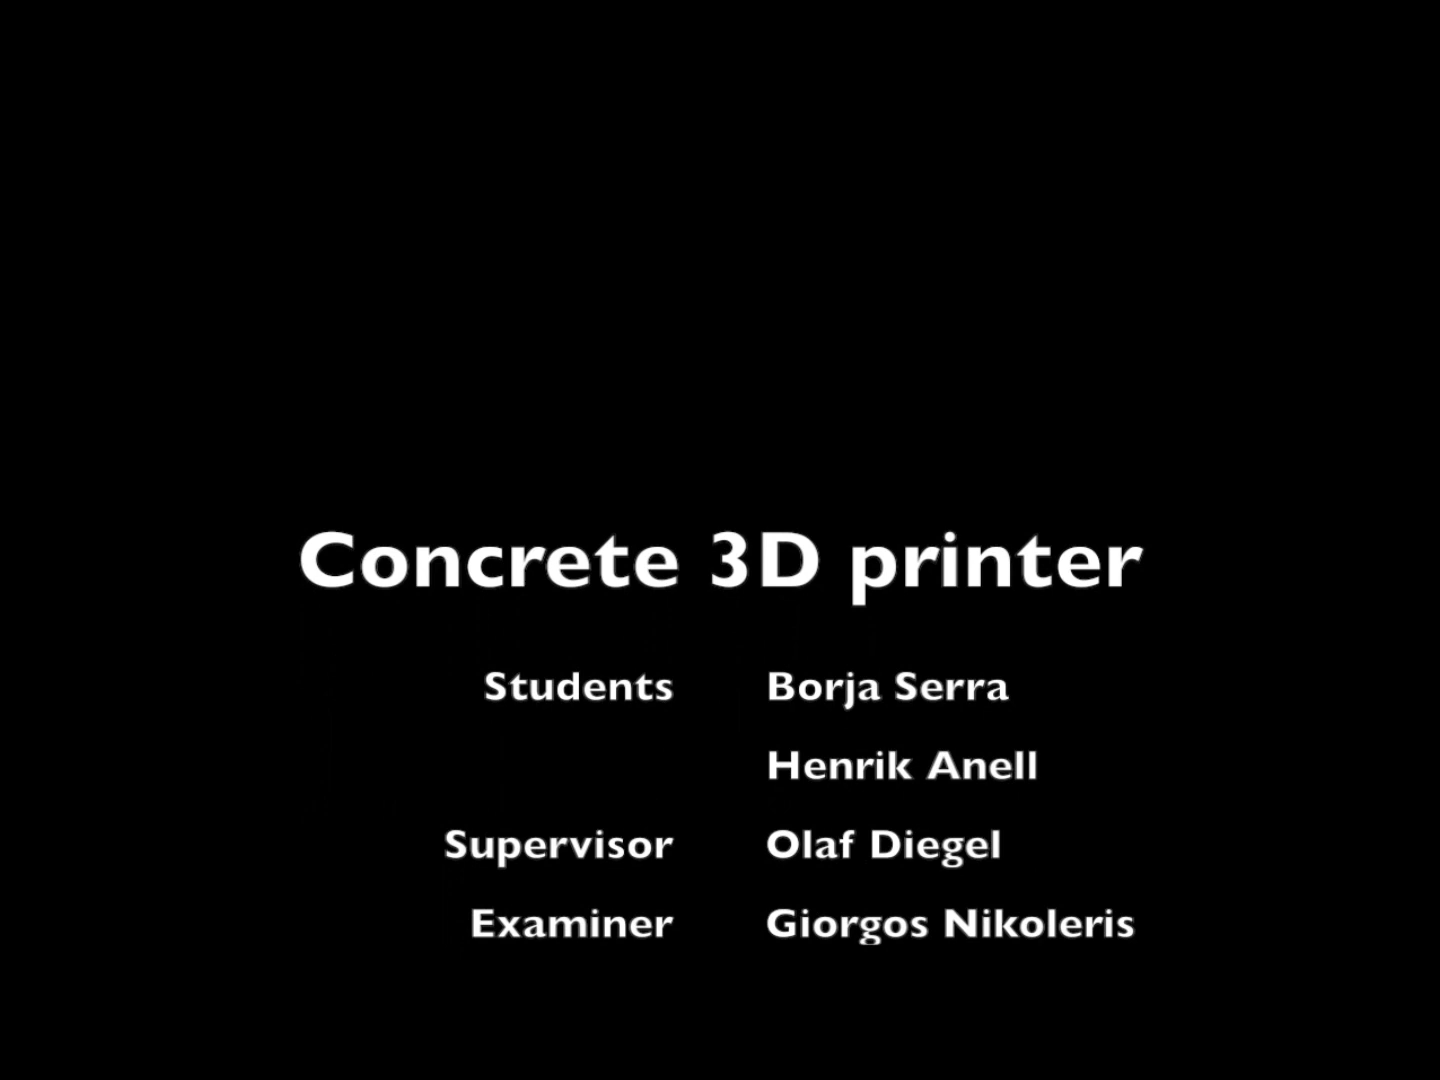 Concrete 3D printer
Students Borja Serra
Henrik Anell
Supervisor Olaf Diegel
Examiner Giorgos Nikoleris